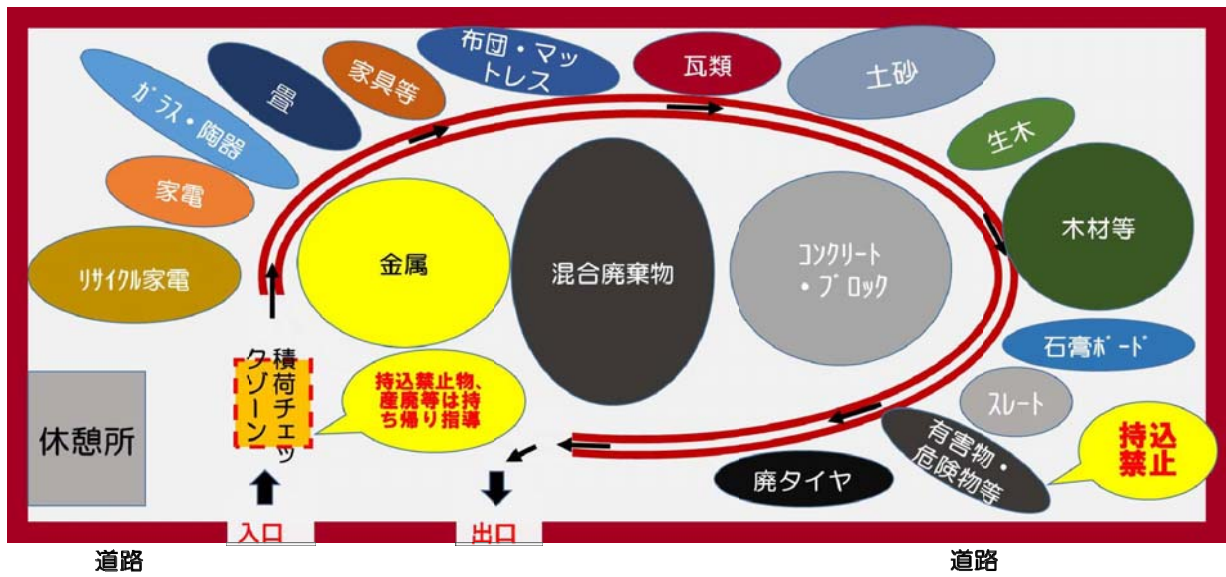 布団・マッ
トレス
瓦類
土砂
家具等
畳
ガラス・陶器
生木
家電
木材等
リサイクル家電
金属
混合廃棄物
コンクリート
・ブロック
石膏ボード
積荷チェッ
クゾーン
持込禁止物、
産廃等は持
ち帰り指導
スレート
休憩所
有害物・
危険物等
持込
禁止
廃タイヤ
入口
出口
道路
道路